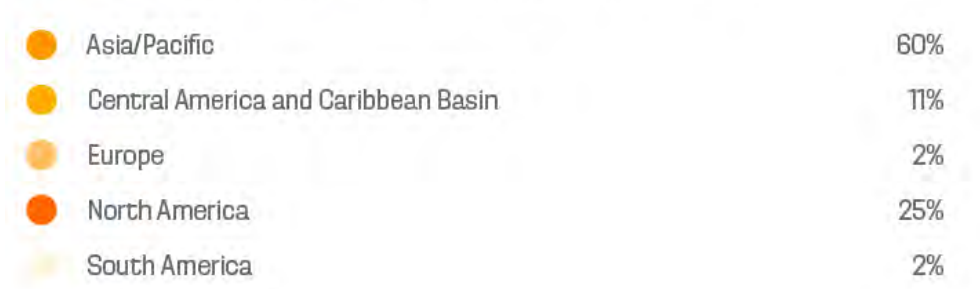 Asia/Pacific 60%
Central America and Caribbean Basin 11%
Europe 2%
North America 25%
South America 2%